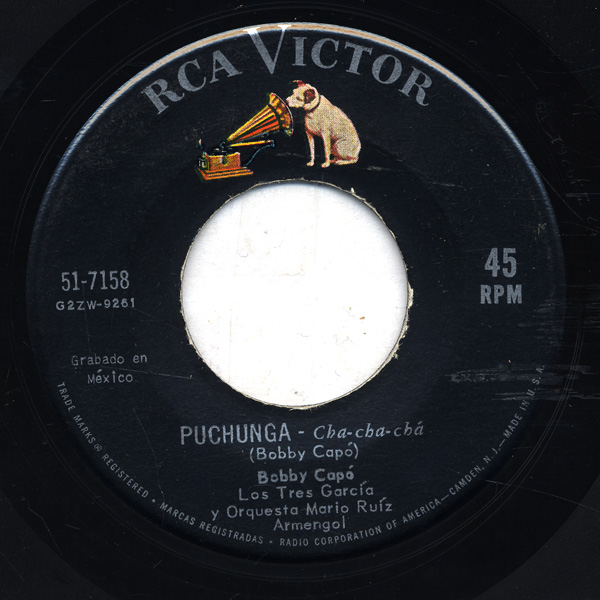 RCA VICTOR
51-7158
G2ZW-9261
45
RPM
Grabado en
México
PUCHUNGA - Cha-cha-chá
(Bobby Capó)
Bobby Capó
Los Tres García
y Orquesta Mario Ruíz
Armengol
TRADE MARKS ® REGISTERED • MARCAS REGISTRADAS • RADIO CORPORATION OF AMERICA—CAMDEN, N.J.—MADE IN U.S.A.